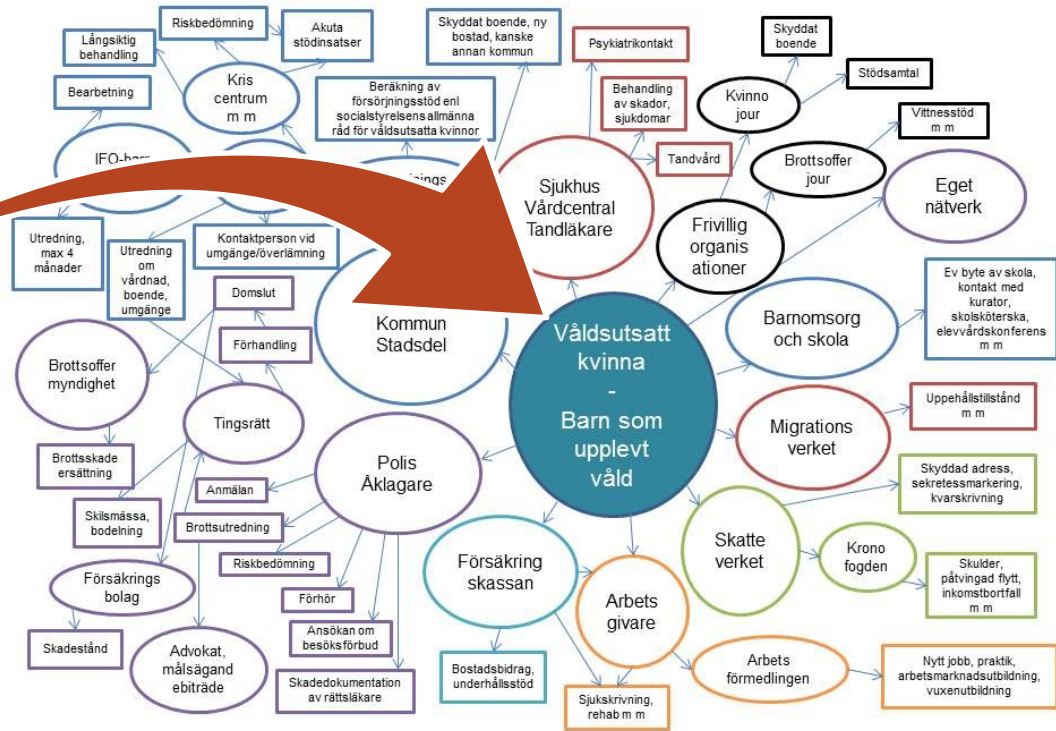 Riskbedömning
Akuta
stödinsatser
Långsiktig
behandling
Kris
centrum
m m
Bearbetning
Skyddat boende, ny
bostad, kanske
annan kommun
Beräkning av
försörjningsstöd enl
socialstyrelsens allmänna
råd för våldsutsatta kvinnor
Psykiatrikontakt
Behandling
av skador,
sjukdomar
Tandvård
Sjukhus
Vårdcentral
Tandläkare
Skyddat
boende
Kvinno
jour
Stödsamtal
Vittnesstöd
m m
Brottsoffer
jour
Frivillig
organis
ationer
Eget
nätverk
Utredning,
max 4
månader
Utredning
om
vårdnad,
boende,
umgänge
Kontaktperson vid
umgänge/överlämning
Domslut
Förhandling
Kommun
Stadsdel
Våldsutsatt
kvinna
-
Barn som
upplevt
våld
Barnomsorg
och skola
Ev byte av skola,
kontakt med
kurator,
skolsköterska,
elevvårdskonferens
m m
Brottsoffer
myndighet
Tingsrätt
Migrations
verket
Uppehållstillstånd
m m
Brottsskade
ersättning
Skilsmässa,
bodelning
Polis
Åklagare
Anmälan
Brottsutredning
Riskbedömning
Förhör
Ansökan om
besöksförbud
Skadedokumentation
av rättsläkare
Försäkrings
bolag
Skadestånd
Advokat,
målsägand
ebiträde
Försäkring
skassan
Bostadsbidrag,
underhållsstöd
Arbets
givare
Sjukskrivning,
rehab m m
Skatte
verket
Skyddad adress,
sekretessmarkering,
kvarskrivning
Krono
fogden
Skulder,
påtvingad flytt,
inkomstbortfall
m m
Arbets
förmedlingen
Nytt jobb, praktik,
arbetsmarknadsutbildning,
vuxenutbildning